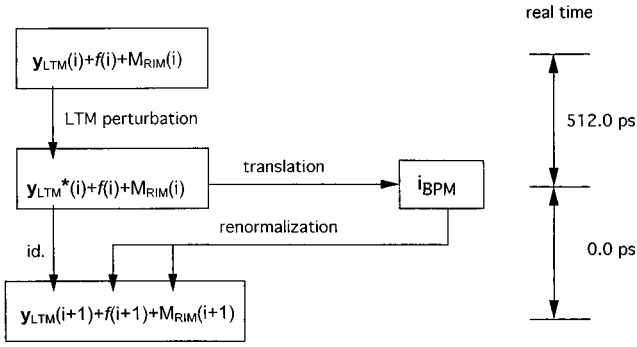 real time
y_LTM(i)+f(i)+M_RIM(i)
LTM perturbation
512.0 ps
y_LTM*(i)+f(i)+M_RIM(i)
translation
i_BPM
renormalization
id.
0.0 ps
y_LTM(i+1)+f(i+1)+M_RIM(i+1)